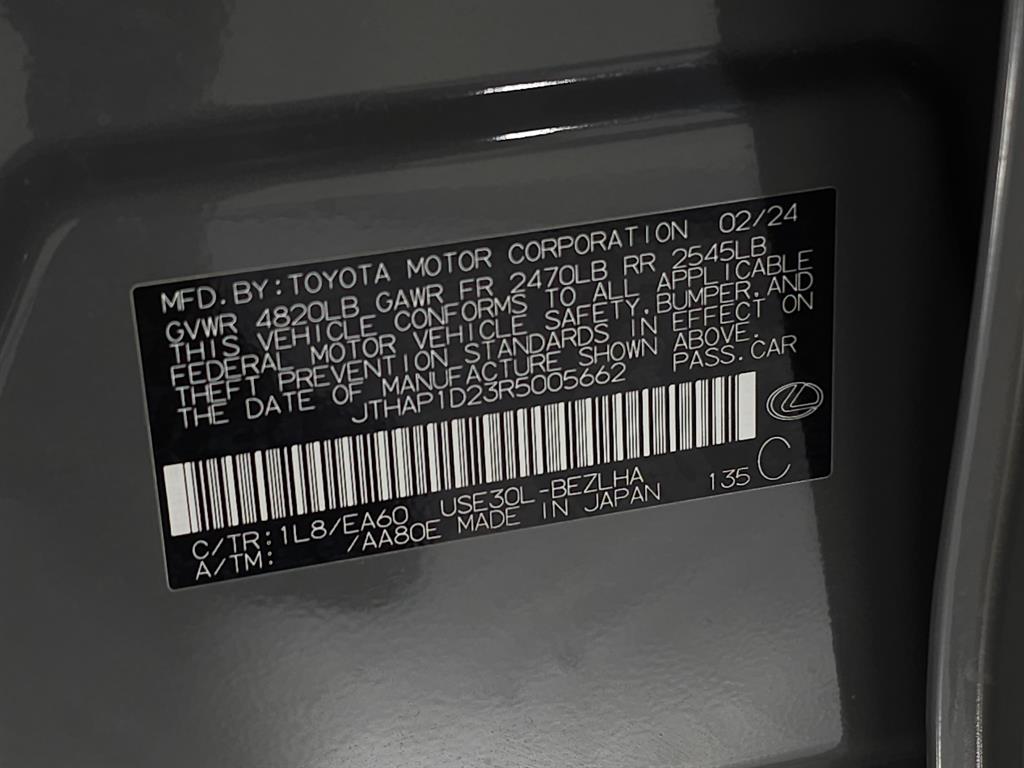 MFD.BY:TOYOTA MOTOR CORPORATION 02/24
GVWR 4820LB GAWR FR 2470LB RR 2545LB
THIS VEHICLE CONFORMS TO ALL APPLICABLE
FEDERAL MOTOR VEHICLE SAFETY,BUMPER,AND
THEFT PREVENTION STANDARDS IN EFFECT ON
THE DATE OF MANUFACTURE SHOWN ABOVE.
JTHAP1D23R5005662 PASS.CAR
C/TR:1L8/EA60 USE30L-BEZLHA 135 C
A/TM: /AA80E MADE IN JAPAN